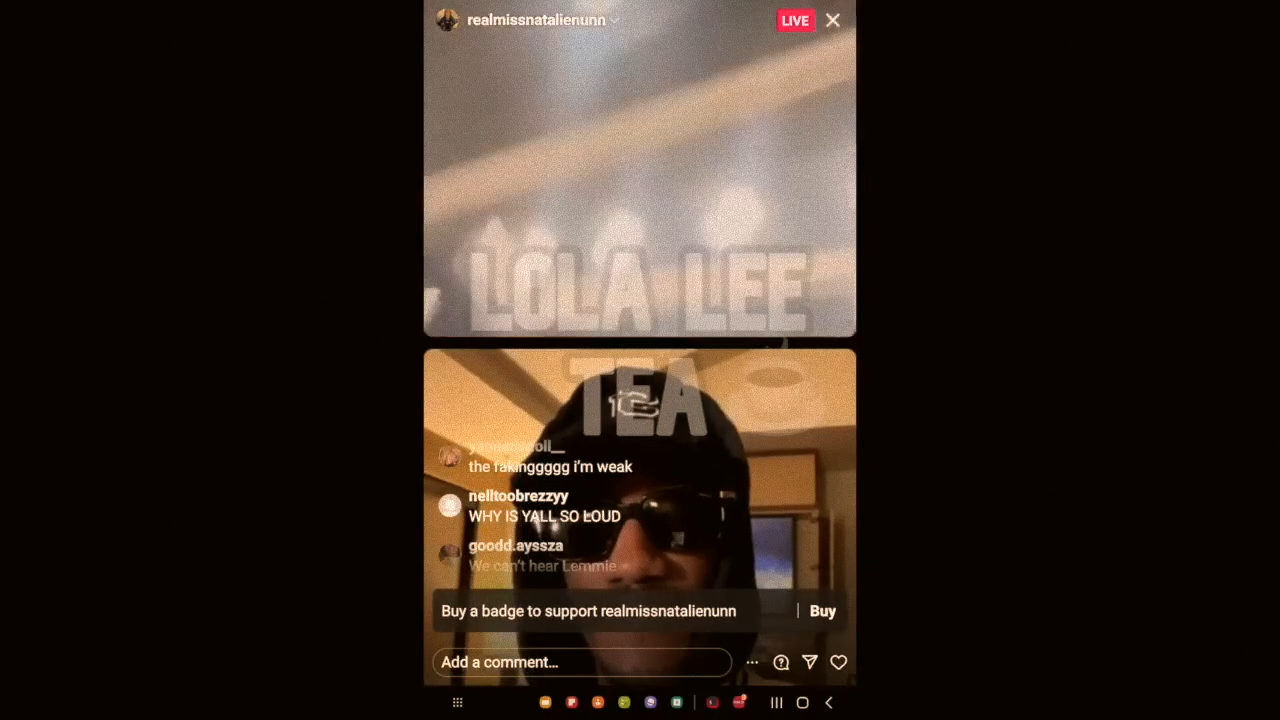 realmissnatalienunn
LIVE
LOLA LEE
TEA
the fakinggggg i'm weak
nelltoobrezzyy
WHY IS YALL SO LOUD
goodd.ayssza
We can't hear Lemmie
Buy a badge to support realmissnatalienunn
Buy
Add a comment...